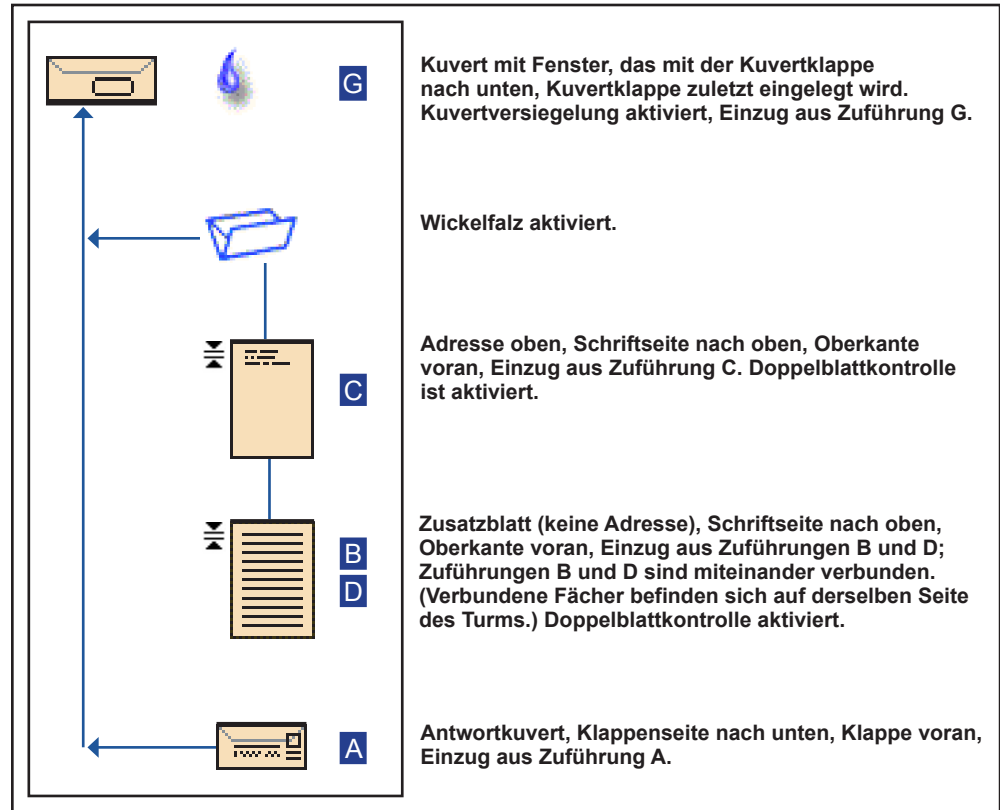 G
Kuvert mit Fenster, das mit der Kuvertklappe
nach unten, Kuvertklappe zuletzt eingelegt wird.
Kuvertversiegelung aktiviert, Einzug aus Zuführung G.
Wickelfalz aktiviert.
C
Adresse oben, Schriftseite nach oben, Oberkante
voran, Einzug aus Zuführung C. Doppelblattkontrolle
ist aktiviert.
B
D
Zusatzblatt (keine Adresse), Schriftseite nach oben,
Oberkante voran, Einzug aus Zuführungen B und D;
Zuführungen B und D sind miteinander verbunden.
(Verbundene Fächer befinden sich auf derselben Seite
des Turms.) Doppelblattkontrolle aktiviert.
A
Antwortkuvert, Klappenseite nach unten, Klappe voran,
Einzug aus Zuführung A.